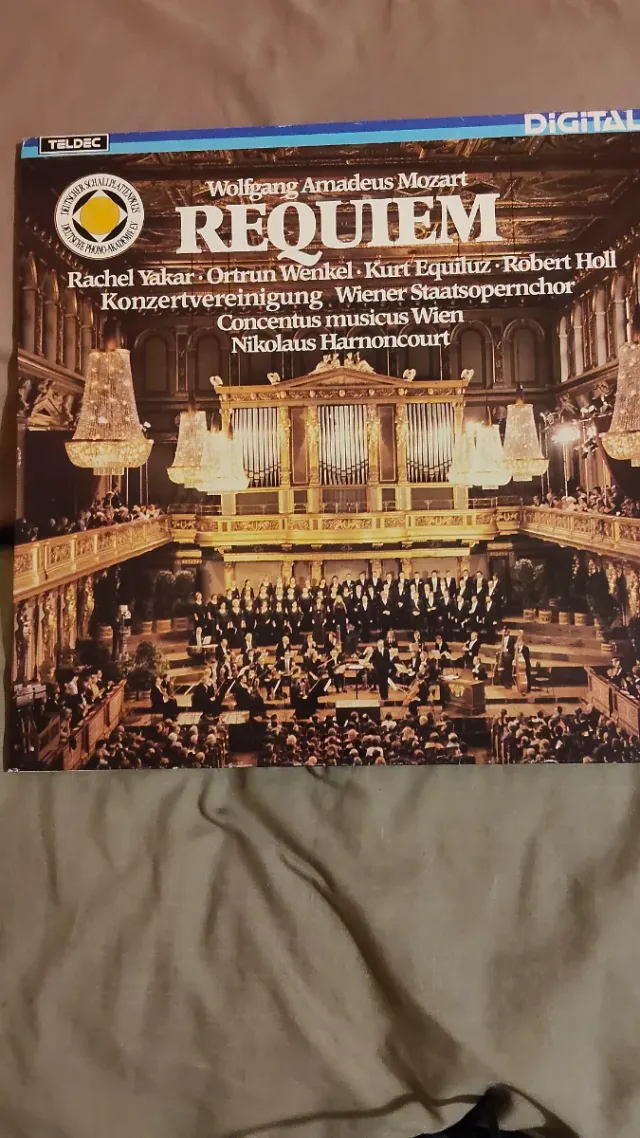 DiGiTAL
TELDEC
DEUTSCHER SCHALLPLATTENPREIS
DEUTSCHE PHONO-AKADEMIE E.V.
Wolfgang Amadeus Mozart
REQUIEM
Rachel Yakar · Ortrun Wenkel · Kurt Equiluz · Robert Holl
Konzertvereinigung Wiener Staatsopernchor
Concentus musicus Wien
Nikolaus Harnoncourt